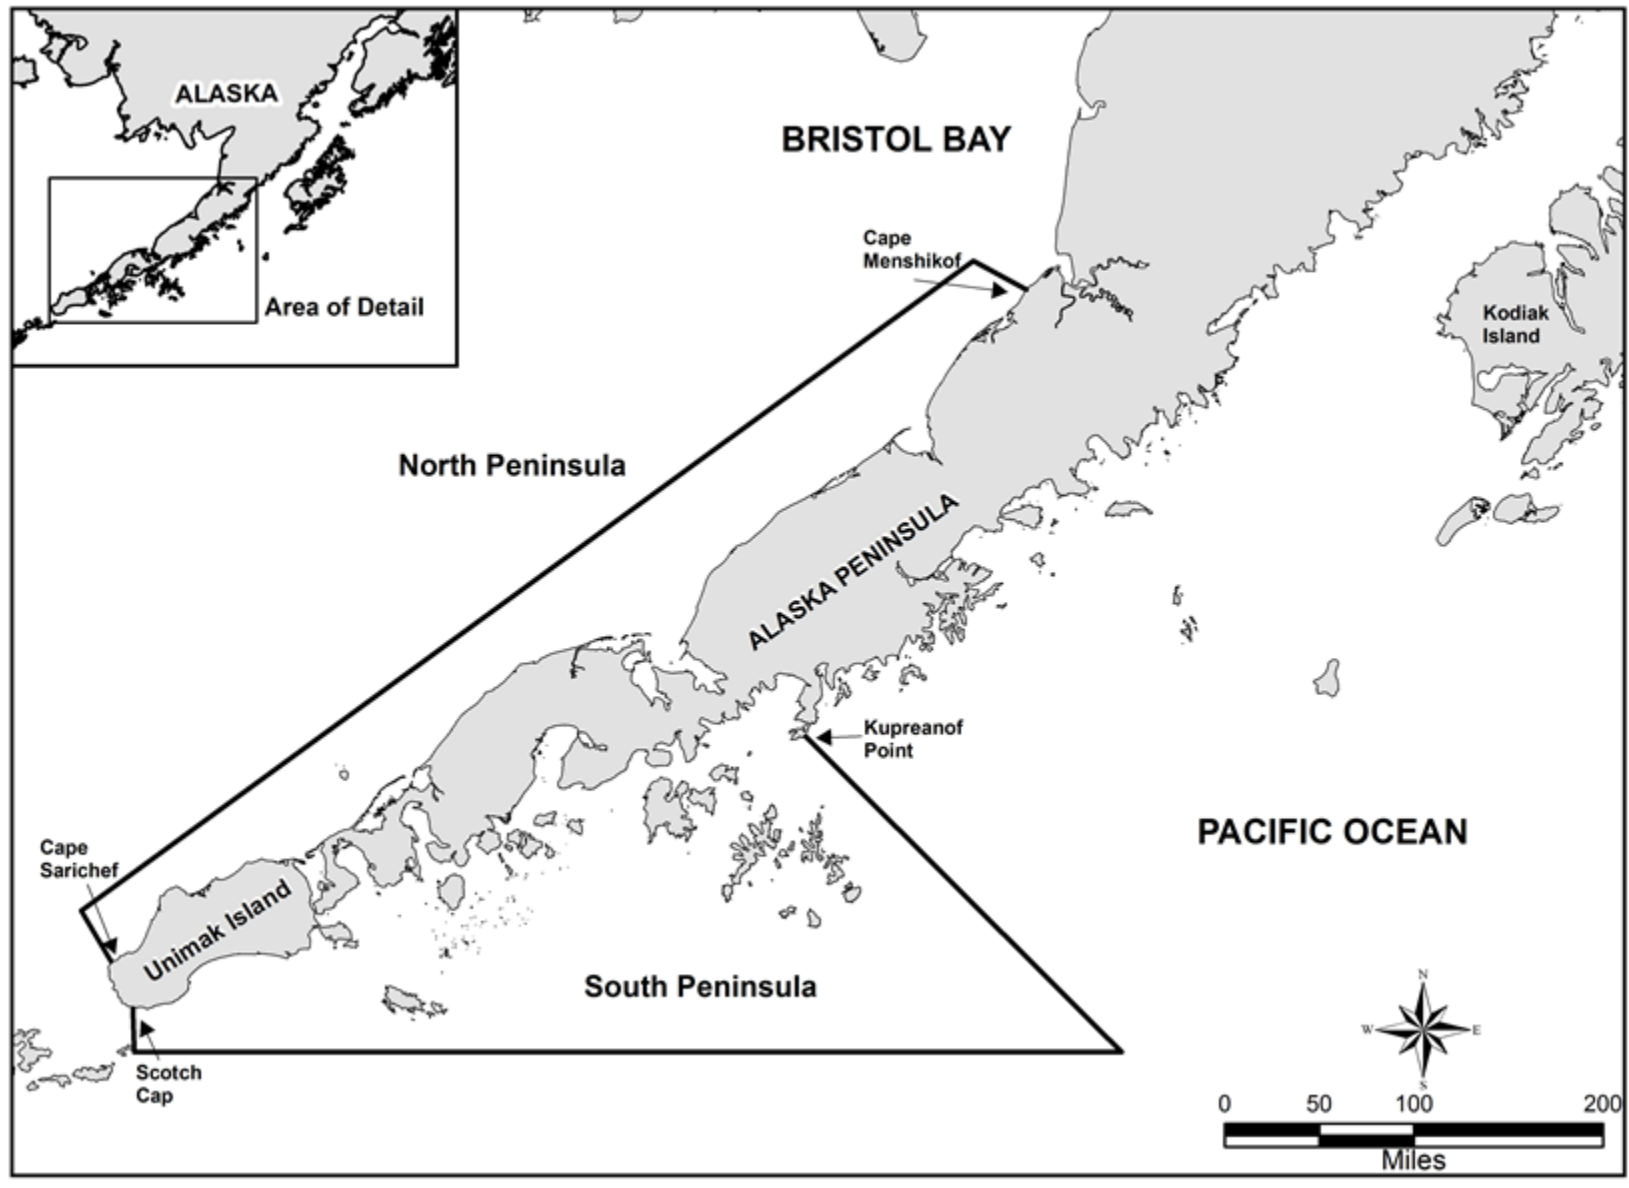 ALASKA
Area of Detail
BRISTOL BAY
Cape
Menshikof
Kodiak
Island
North Peninsula
ALASKA PENINSULA
Kupreanof
Point
PACIFIC OCEAN
Cape
Sarichef
Unimak Island
South Peninsula
Scotch
Cap
N
W
E
S
0 50 100 200
Miles